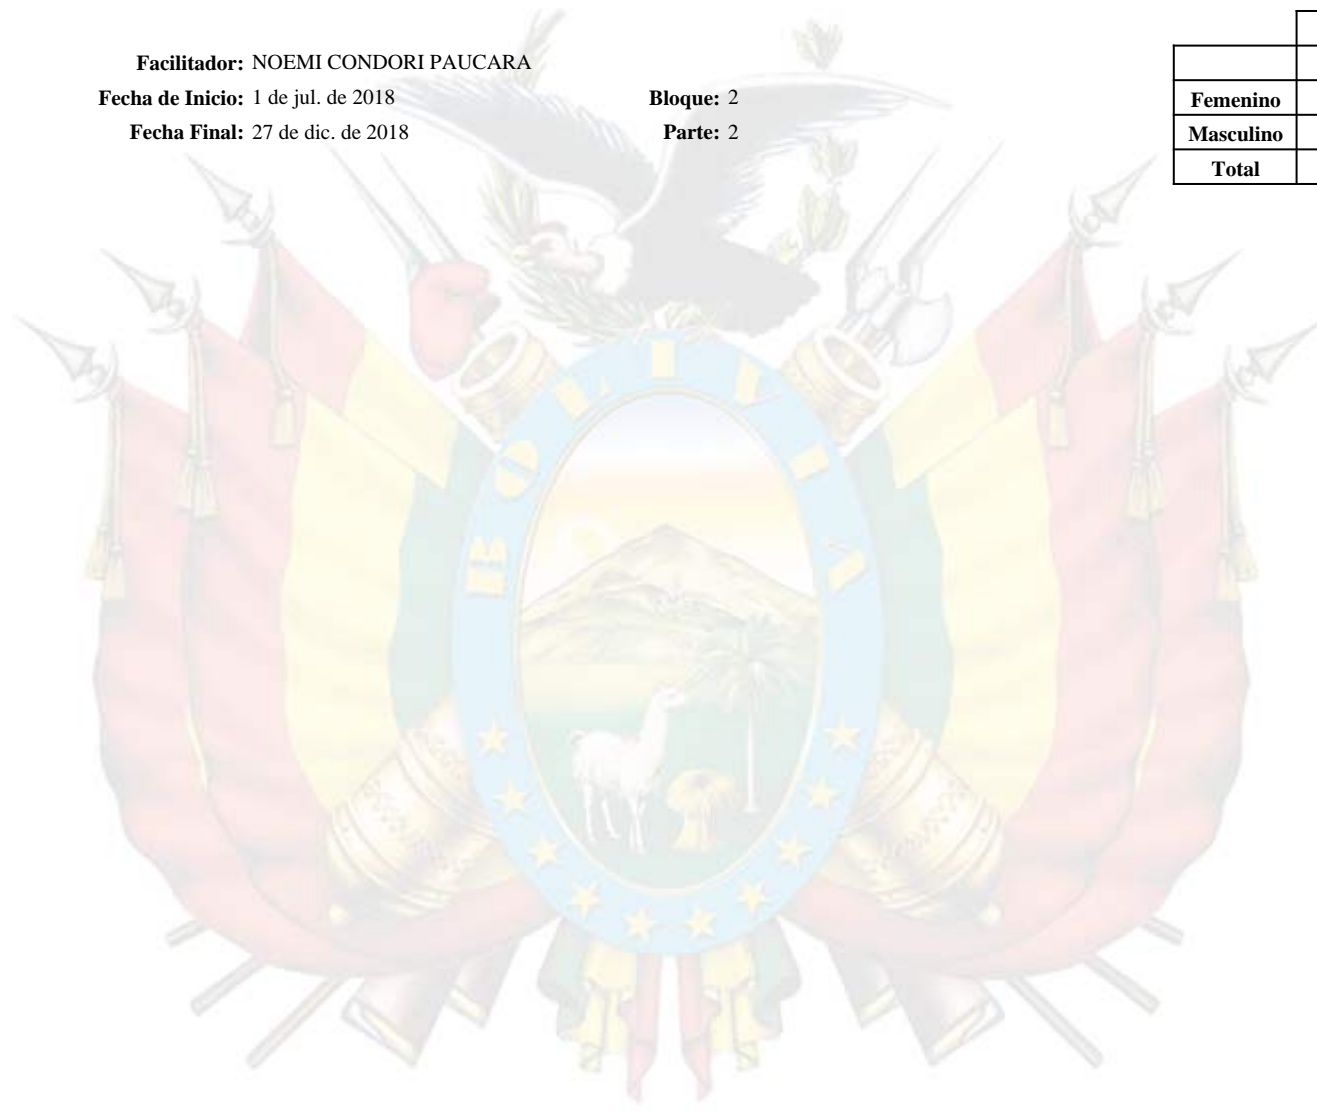 Facilitador: NOEMI CONDORI PAUCARA
Fecha de Inicio: 1 de jul. de 2018 Bloque: 2
Fecha Final: 27 de dic. de 2018 Parte: 2
Femenino
Masculino
Total
BOLIVIA